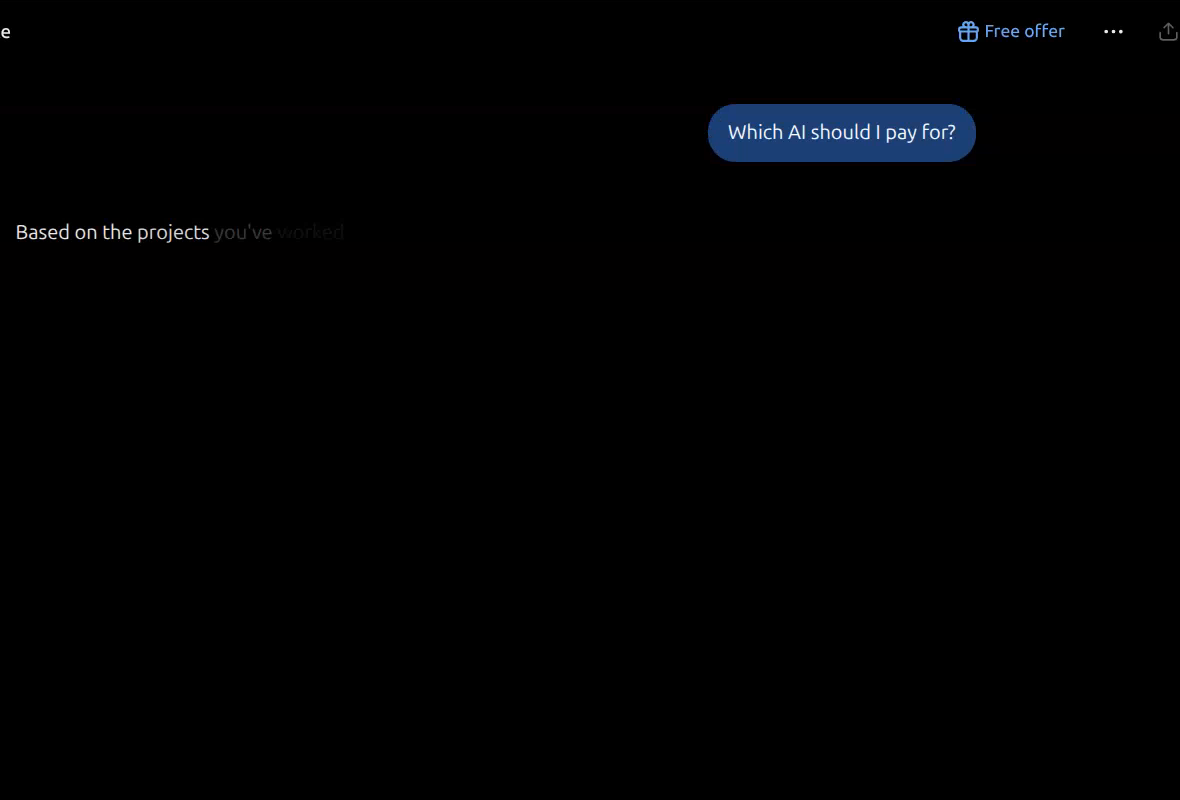 e
Free offer
Which AI should I pay for?
Based on the projects you've worked